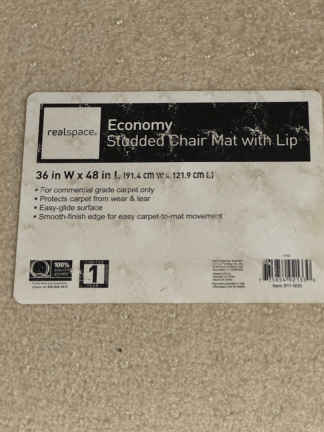 realspace®
Economy
Studded Chair Mat with Lip
36 in W x 48 in L (91.4 cm W x 121.9 cm L)
• For commercial grade carpet only
• Protects carpet from wear & tear
• Easy-glide surface
• Smooth-finish edge for easy carpet-to-mat movement
100%
1